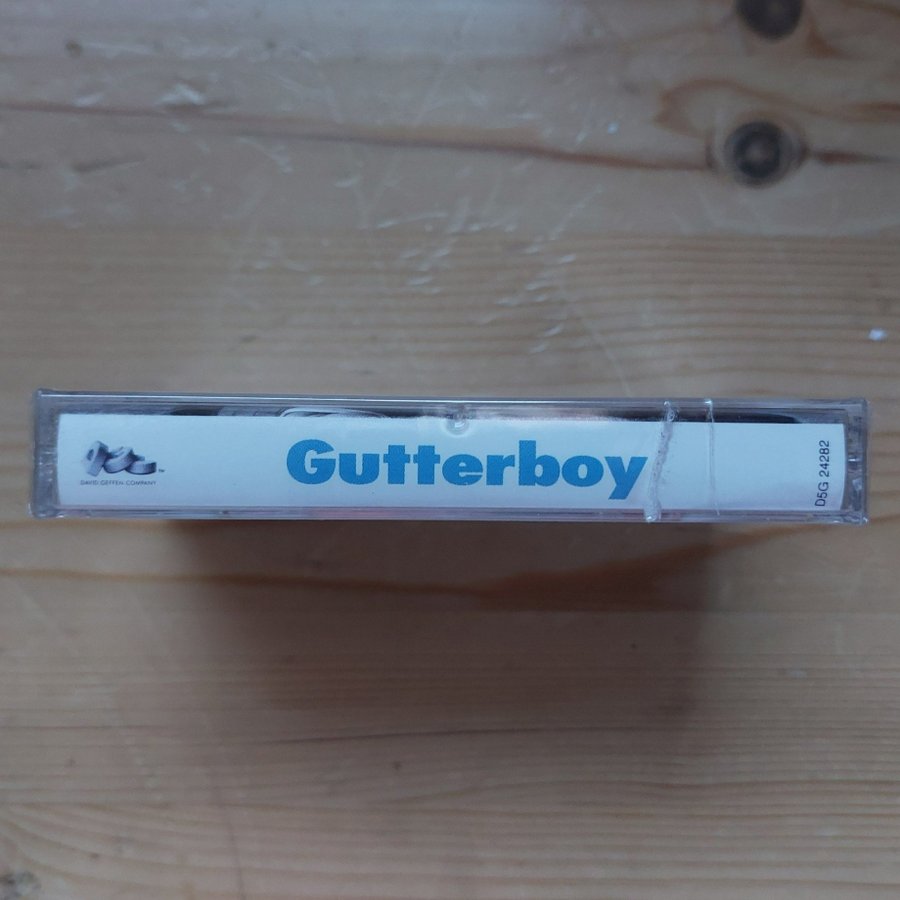 DAVID GEFFEN COMPANY
Gutterboy
D5G 24282